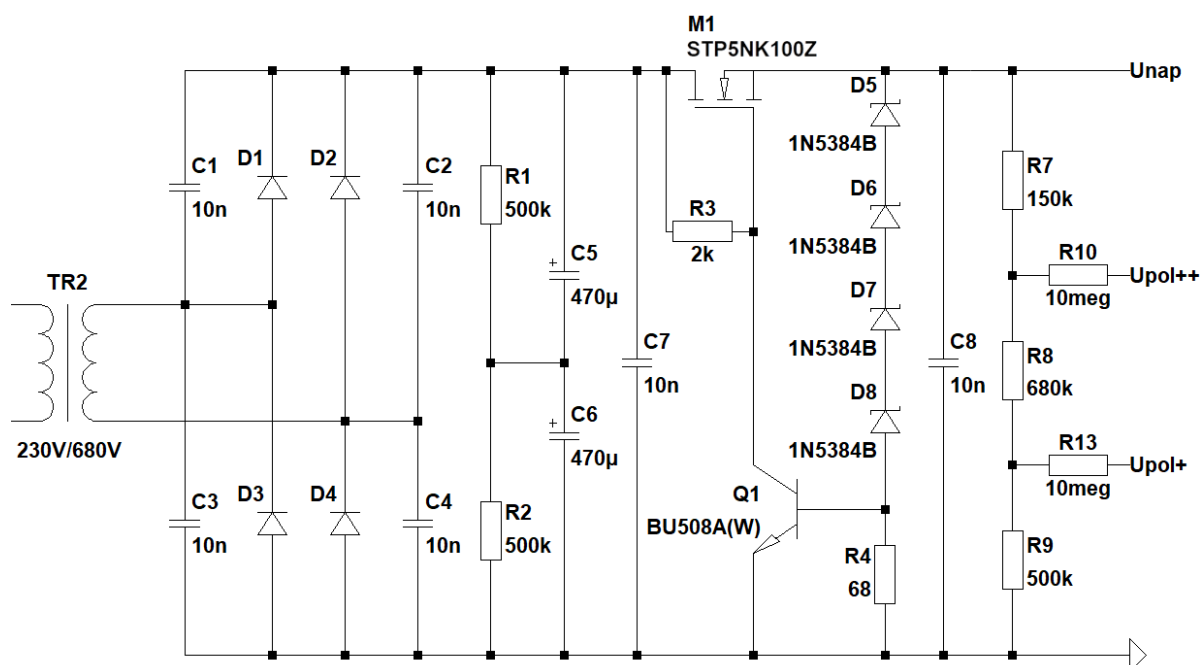 M1
STP5NK100Z
Unap
D5
1N5384B
C1
10n
D1
D2
C2
10n
R1
500k
R3
2k
D6
1N5384B
R7
150k
TR2
230V/680V
C5
+
470µ
R10
10meg
Upol++
D7
1N5384B
C7
10n
C8
10n
R8
680k
D8
1N5384B
C6
+
470µ
R13
10meg
Upol+
C3
10n
D3
D4
C4
10n
R2
500k
Q1
BU508A(W)
R4
68
R9
500k